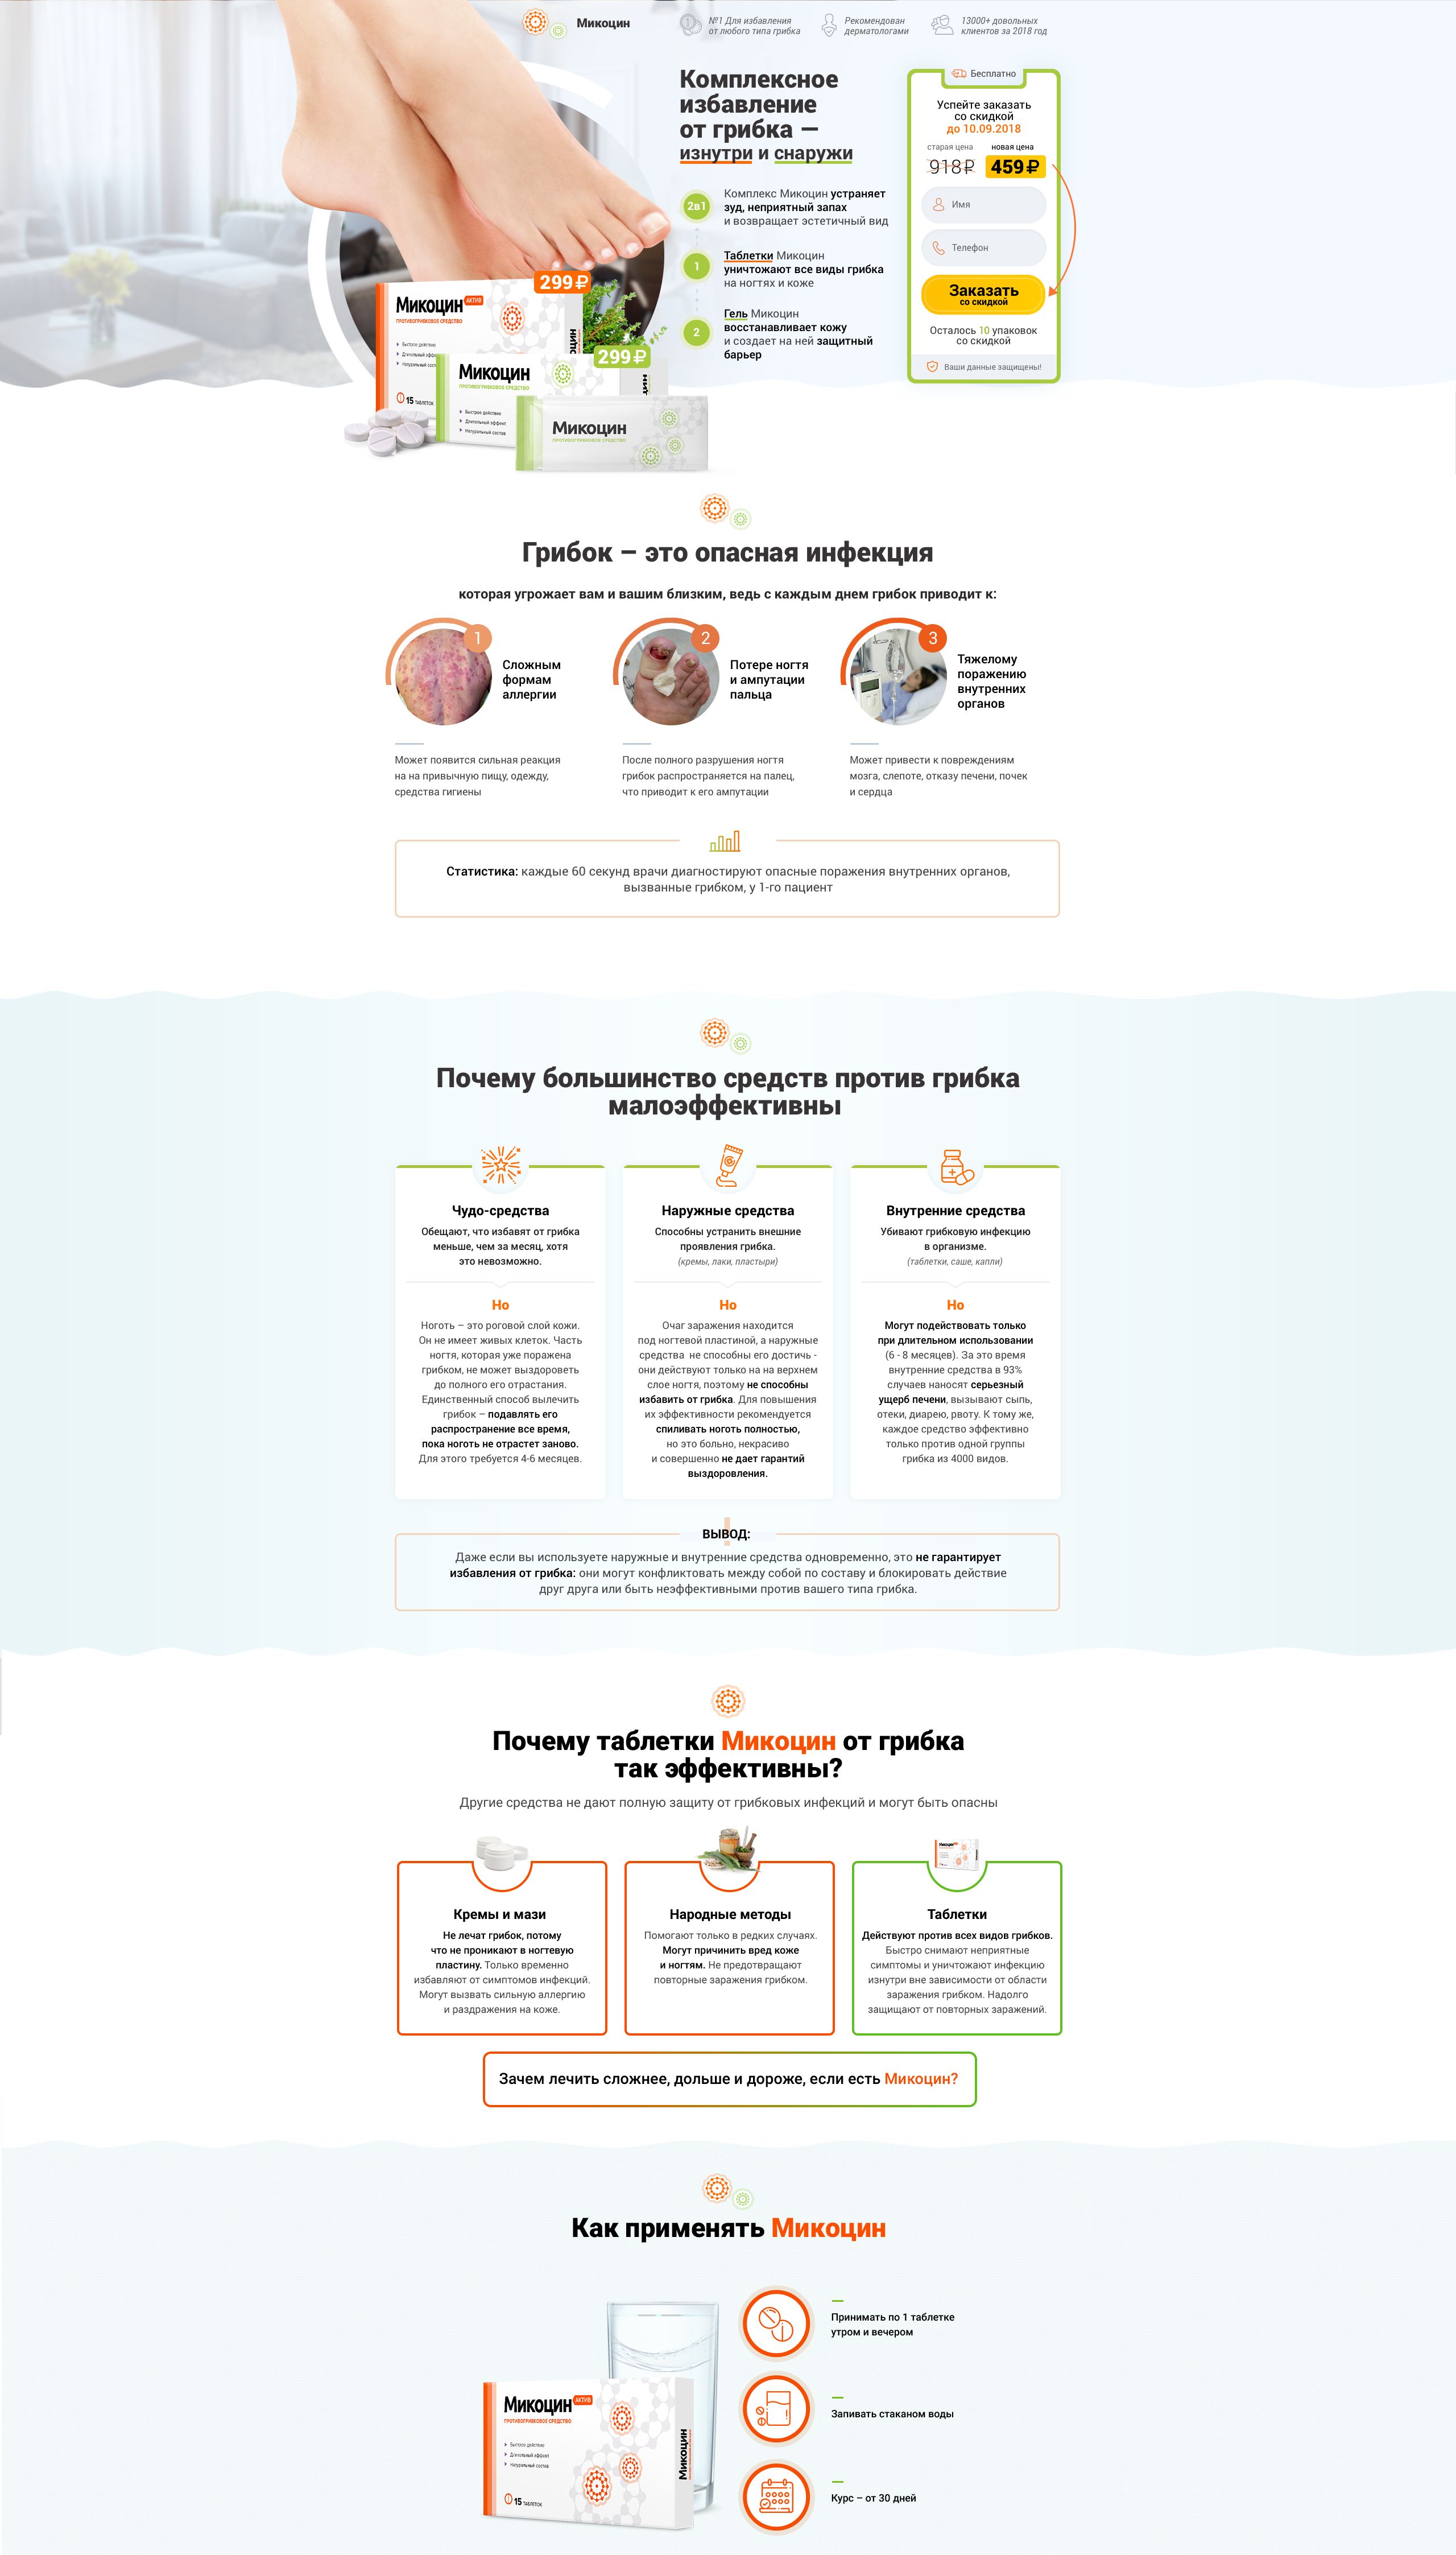 Микоцин
№1 Для избавления
от любого типа грибка
Рекомендован
дерматологами
13000+ довольных
клиентов за 2018 год
Комплексное
избавление
от грибка —
изнутри и снаружи
2в1
Комплекс Микоцин устраняет
зуд, неприятный запах
и возвращает эстетичный вид
1
Таблетки Микоцин
уничтожают все виды грибка
на ногтях и коже
2
Гель Микоцин
восстанавливает кожу
и создает на ней защитный
барьер
Бесплатно
Успейте заказать
со скидкой
до 10.09.2018
старая цена новая цена
918₽ 459₽
Имя
Телефон
Заказать
со скидкой
Осталось 10 упаковок
со скидкой
Ваши данные защищены!
299₽
Микоцин АКТИВ
ПРОТИВОГРИБКОВОЕ СРЕДСТВО
Быстрое действие
15 ТАБЛЕТОК
299₽
Микоцин
ПРОТИВОГРИБКОВОЕ СРЕДСТВО
Быстрое действие
Длительный эффект
Натуральный состав
Микоцин
ПРОТИВОГРИБКОВОЕ СРЕДСТВО
Грибок – это опасная инфекция
которая угрожает вам и вашим близким, ведь с каждым днем грибок приводит к:
1
Сложным
формам
аллергии
Может появится сильная реакция
на на привычную пищу, одежду,
средства гигиены
2
Потере ногтя
и ампутации
пальца
После полного разрушения ногтя
грибок распространяется на палец,
что приводит к его ампутации
3
Тяжелому
поражению
внутренних
органов
Может привести к повреждениям
мозга, слепоте, отказу печени, почек
и сердца
Статистика: каждые 60 секунд врачи диагностируют опасные поражения внутренних органов,
вызванные грибком, у 1-го пациент
Почему большинство средств против грибка
малоэффективны
Чудо-средства
Обещают, что избавят от грибка
меньше, чем за месяц, хотя
это невозможно.
Но
Ноготь – это роговой слой кожи.
Он не имеет живых клеток. Часть
ногтя, которая уже поражена
грибком, не может выздороветь
до полного его отрастания.
Единственный способ вылечить
грибок – подавлять его
распространение все время,
пока ноготь не отрастет заново.
Для этого требуется 4-6 месяцев.
Наружные средства
Способны устранить внешние
проявления грибка.
(кремы, лаки, пластыри)
Но
Очаг заражения находится
под ногтевой пластиной, а наружные
средства не способны его достичь -
они действуют только на на верхнем
слое ногтя, поэтому не способны
избавить от грибка. Для повышения
их эффективности рекомендуется
спиливать ноготь полностью,
но это больно, некрасиво
и совершенно не дает гарантий
выздоровления.
Внутренние средства
Убивают грибковую инфекцию
в организме.
(таблетки, саше, капли)
Но
Могут подействовать только
при длительном использовании
(6 - 8 месяцев). За это время
внутренние средства в 93%
случаев наносят серьезный
ущерб печени, вызывают сыпь,
отеки, диарею, рвоту. К тому же,
каждое средство эффективно
только против одной группы
грибка из 4000 видов.
ВЫВОД:
Даже если вы используете наружные и внутренние средства одновременно, это не гарантирует
избавления от грибка: они могут конфликтовать между собой по составу и блокировать действие
друг друга или быть неэффективными против вашего типа грибка.
Почему таблетки Микоцин от грибка
так эффективны?
Другие средства не дают полную защиту от грибковых инфекций и могут быть опасны
Кремы и мази
Не лечат грибок, потому
что не проникают в ногтевую
пластину. Только временно
избавляют от симптомов инфекций.
Могут вызвать сильную аллергию
и раздражения на коже.
Народные методы
Помогают только в редких случаях.
Могут причинить вред коже
и ногтям. Не предотвращают
повторные заражения грибком.
Таблетки
Действуют против всех видов грибков.
Быстро снимают неприятные
симптомы и уничтожают инфекцию
изнутри вне зависимости от области
заражения грибком. Надолго
защищают от повторных заражений.
Зачем лечить сложнее, дольше и дороже, если есть Микоцин?
Как применять Микоцин
Микоцин АКТИВ
ПРОТИВОГРИБКОВОЕ СРЕДСТВО
Быстрое действие
Длительный эффект
Натуральный состав
15 ТАБЛЕТОК
Микоцин
Принимать по 1 таблетке
утром и вечером
Запивать стаканом воды
Курс – от 30 дней